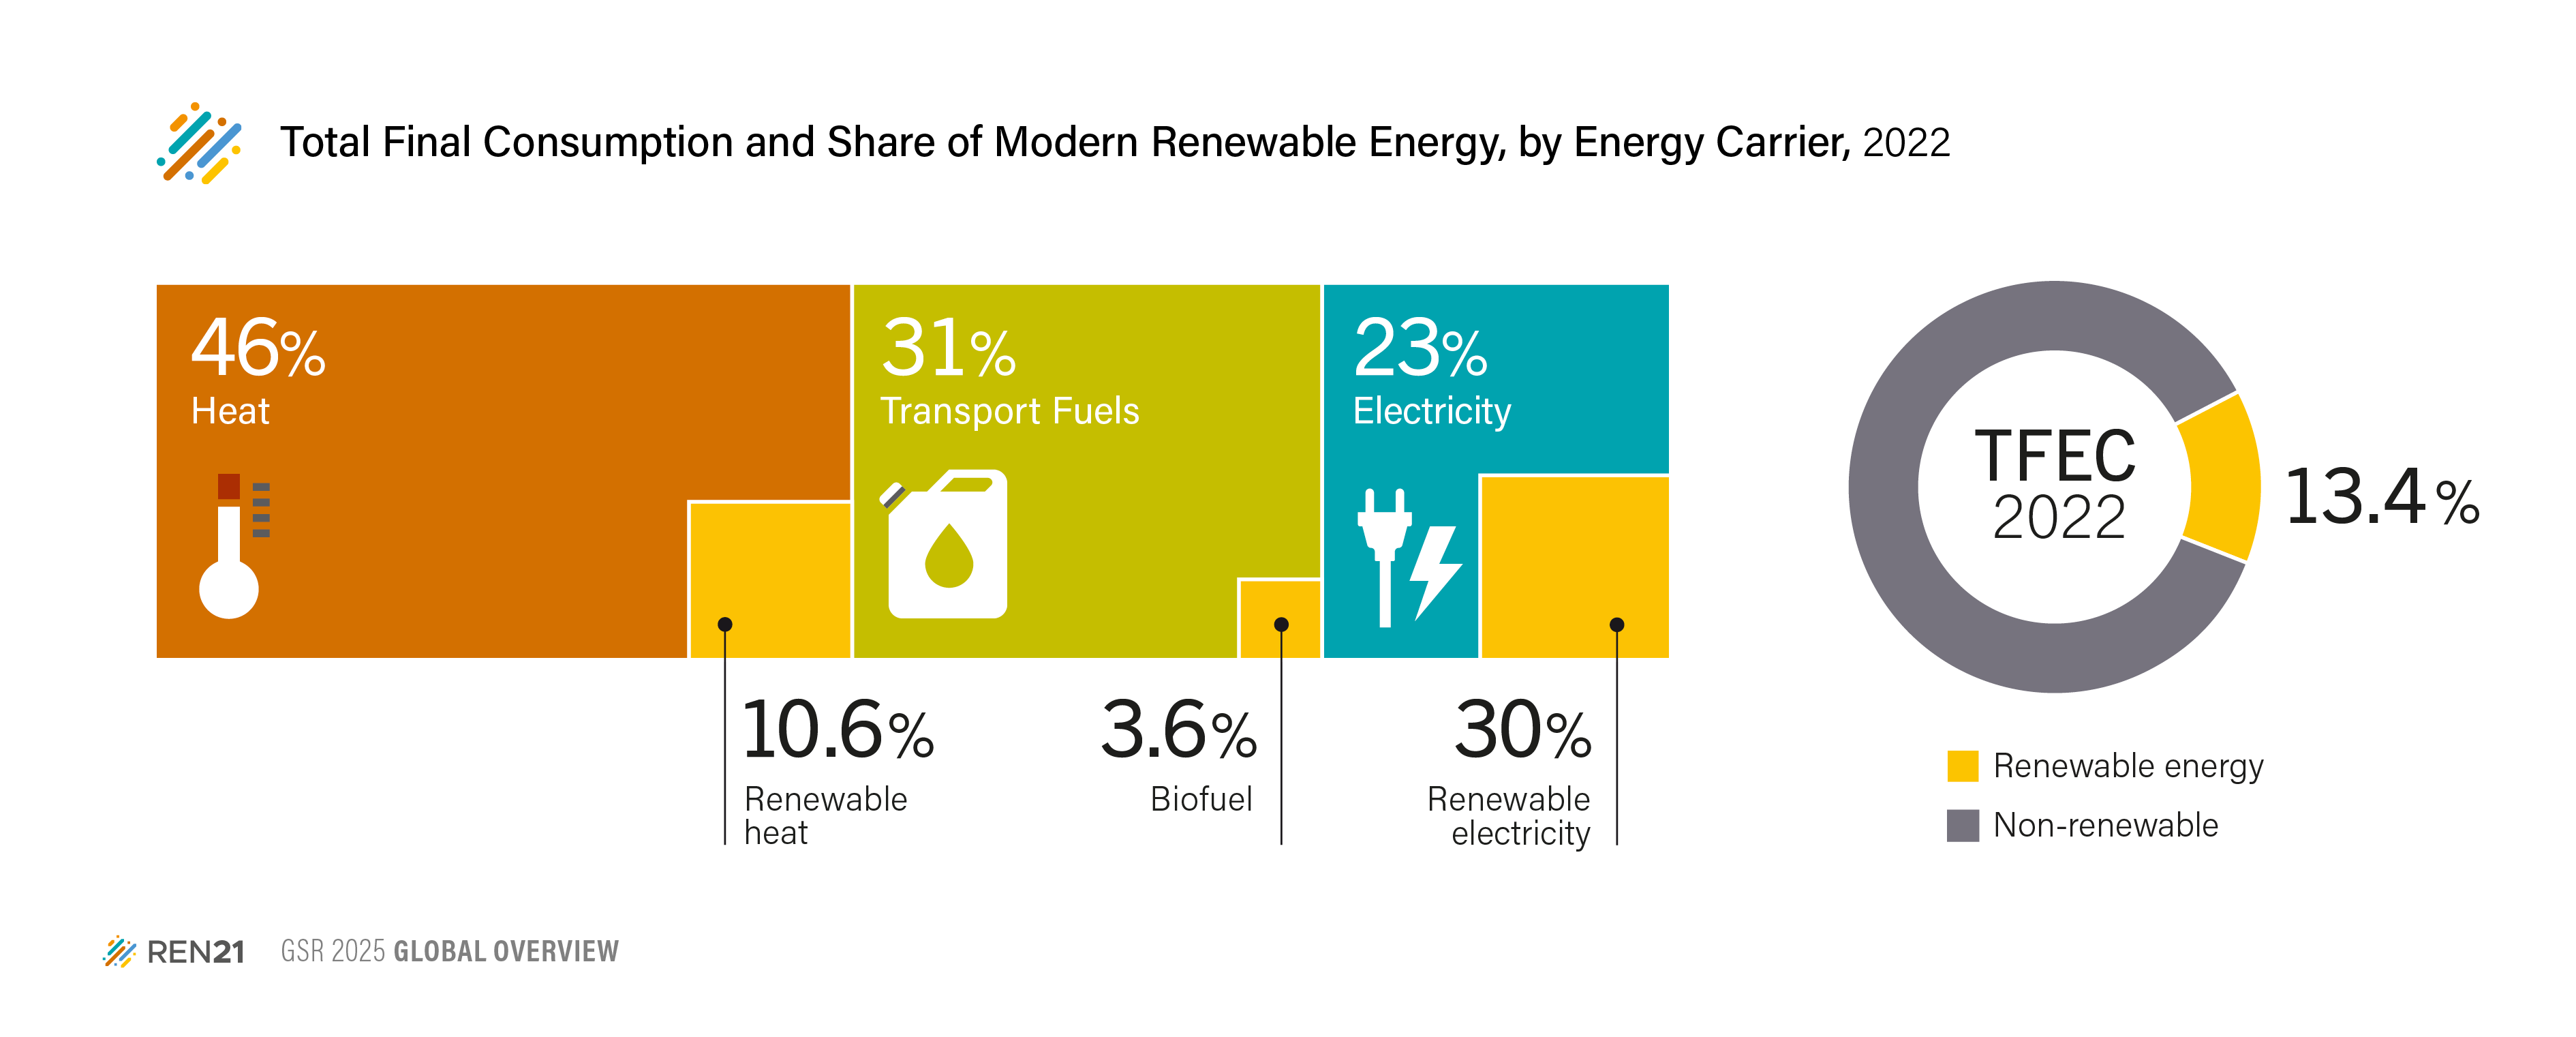 Total Final Consumption and Share of Modern Renewable Energy, by Energy Carrier, 2022
46%
Heat
31%
Transport Fuels
23%
Electricity
10.6%
Renewable
heat
3.6%
Biofuel
30%
Renewable
electricity
TFEC
2022
13.4%
Renewable energy
Non-renewable
REN21 GSR 2025 GLOBAL OVERVIEW